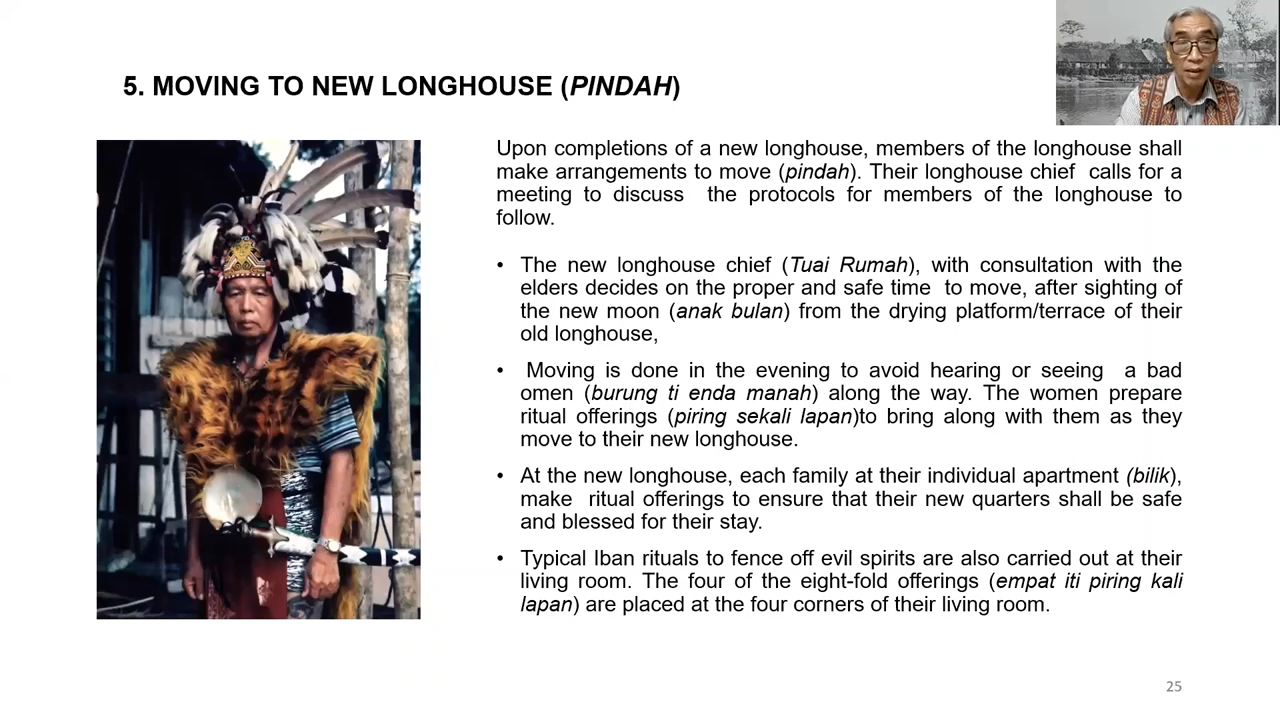 5. MOVING TO NEW LONGHOUSE (PINDAH)
Upon completions of a new longhouse, members of the longhouse shall
make arrangements to move (pindah). Their longhouse chief calls for a
meeting to discuss the protocols for members of the longhouse to
follow.
• The new longhouse chief (Tuai Rumah), with consultation with the
elders decides on the proper and safe time to move, after sighting of
the new moon (anak bulan) from the drying platform/terrace of their
old longhouse,
• Moving is done in the evening to avoid hearing or seeing a bad
omen (burung ti enda manah) along the way. The women prepare
ritual offerings (piring sekali lapan)to bring along with them as they
move to their new longhouse.
• At the new longhouse, each family at their individual apartment (bilik),
make ritual offerings to ensure that their new quarters shall be safe
and blessed for their stay.
• Typical Iban rituals to fence off evil spirits are also carried out at their
living room. The four of the eight-fold offerings (empat iti piring kali
lapan) are placed at the four corners of their living room.
25